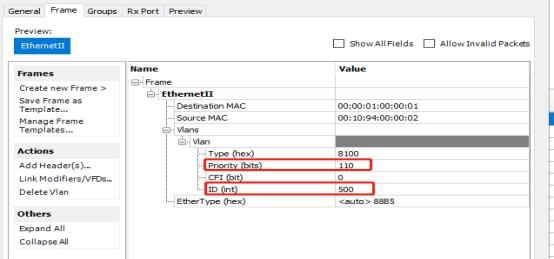 General Frame Groups Rx Port Preview
Preview:
EthernetII
Show All Fields Allow Invalid Packets
Frames
Create new Frame >
Save Frame as
Template...
Manage Frame
Templates...
Actions
Add Header(s)...
Link Modifiers/VFDs...
Delete Vlan
Others
Expand All
Collapse All
Name Value
Frame
EthernetII
Destination MAC 00:00:01:00:00:01
Source MAC 00:10:94:00:00:02
Vlans
Vlan
Type (hex) 8100
Priority (bits) 110
CFI (bit) 0
ID (int) 500
EtherType (hex) <auto> 88B5